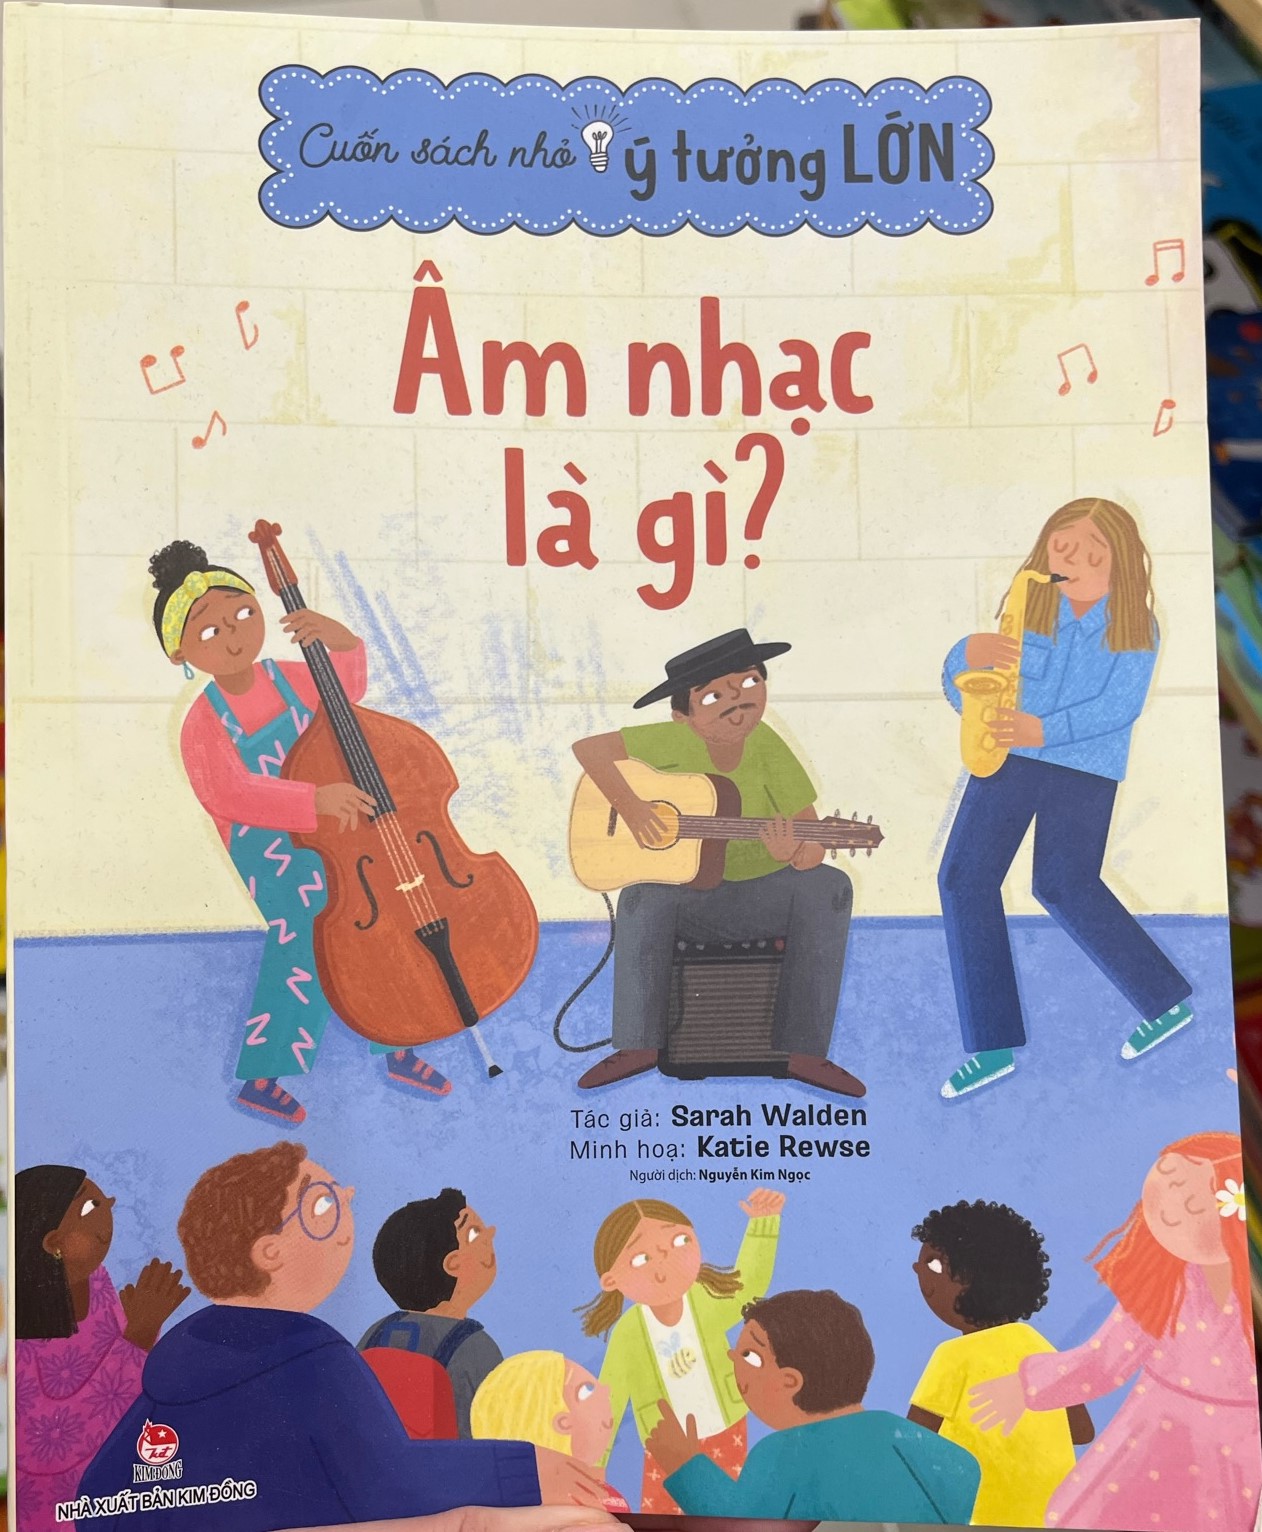 Cuốn sách nhỏ ý tưởng LỚN
Âm nhạc
là gì?
Tác giả: Sarah Walden
Minh hoạ: Katie Rewse
Người dịch: Nguyễn Kim Ngọc
KIM ĐỒNG
NHÀ XUẤT BẢN KIM ĐỒNG